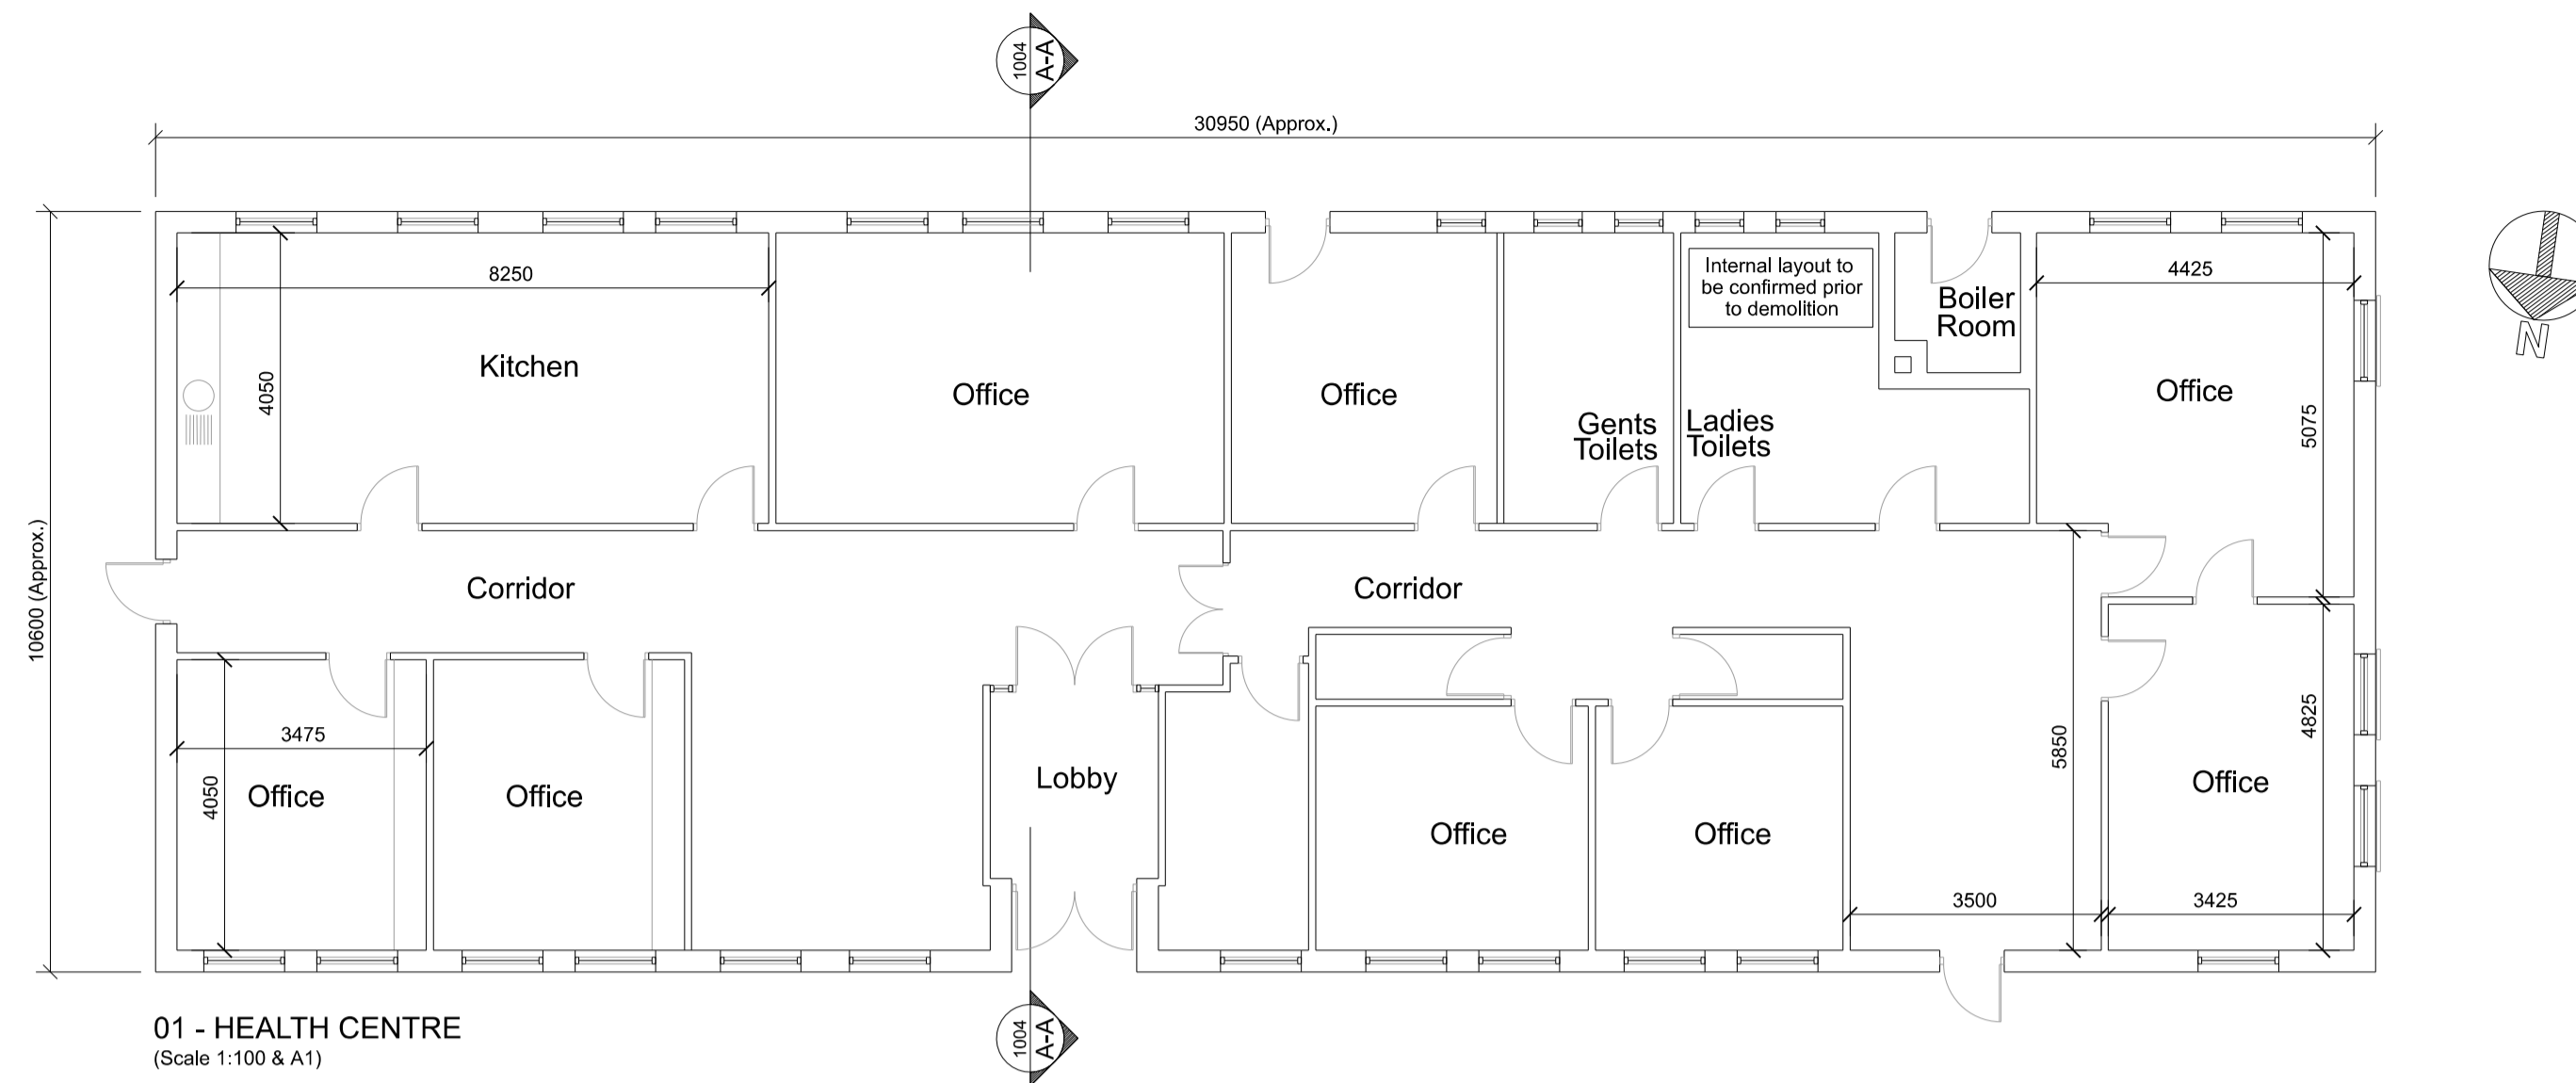 1004
A-A
30950 (Approx.)
10600 (Approx.)
8250
4050
Kitchen
Office
Office
Gents
Toilets
Ladies
Toilets
Internal layout to
be confirmed prior
to demolition
Boiler
Room
4425
Office
5075
N
Corridor
Corridor
3475
4050
Office
Office
Lobby
Office
Office
5850
3500
Office
4825
3425
01 - HEALTH CENTRE
(Scale 1:100 & A1)
1004
A-A